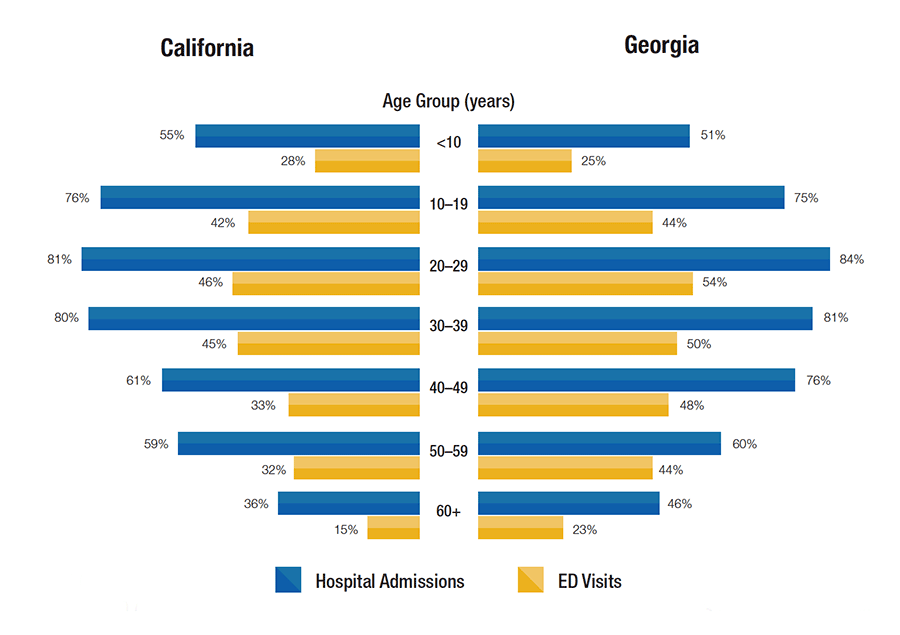 California
Georgia
Age Group (years)
55% <10 51%
28% 25%
76% 10–19 75%
42% 44%
81% 20–29 84%
46% 54%
80% 30–39 81%
45% 50%
61% 40–49 76%
33% 48%
59% 50–59 60%
32% 44%
36% 60+ 46%
15% 23%
Hospital Admissions ED Visits